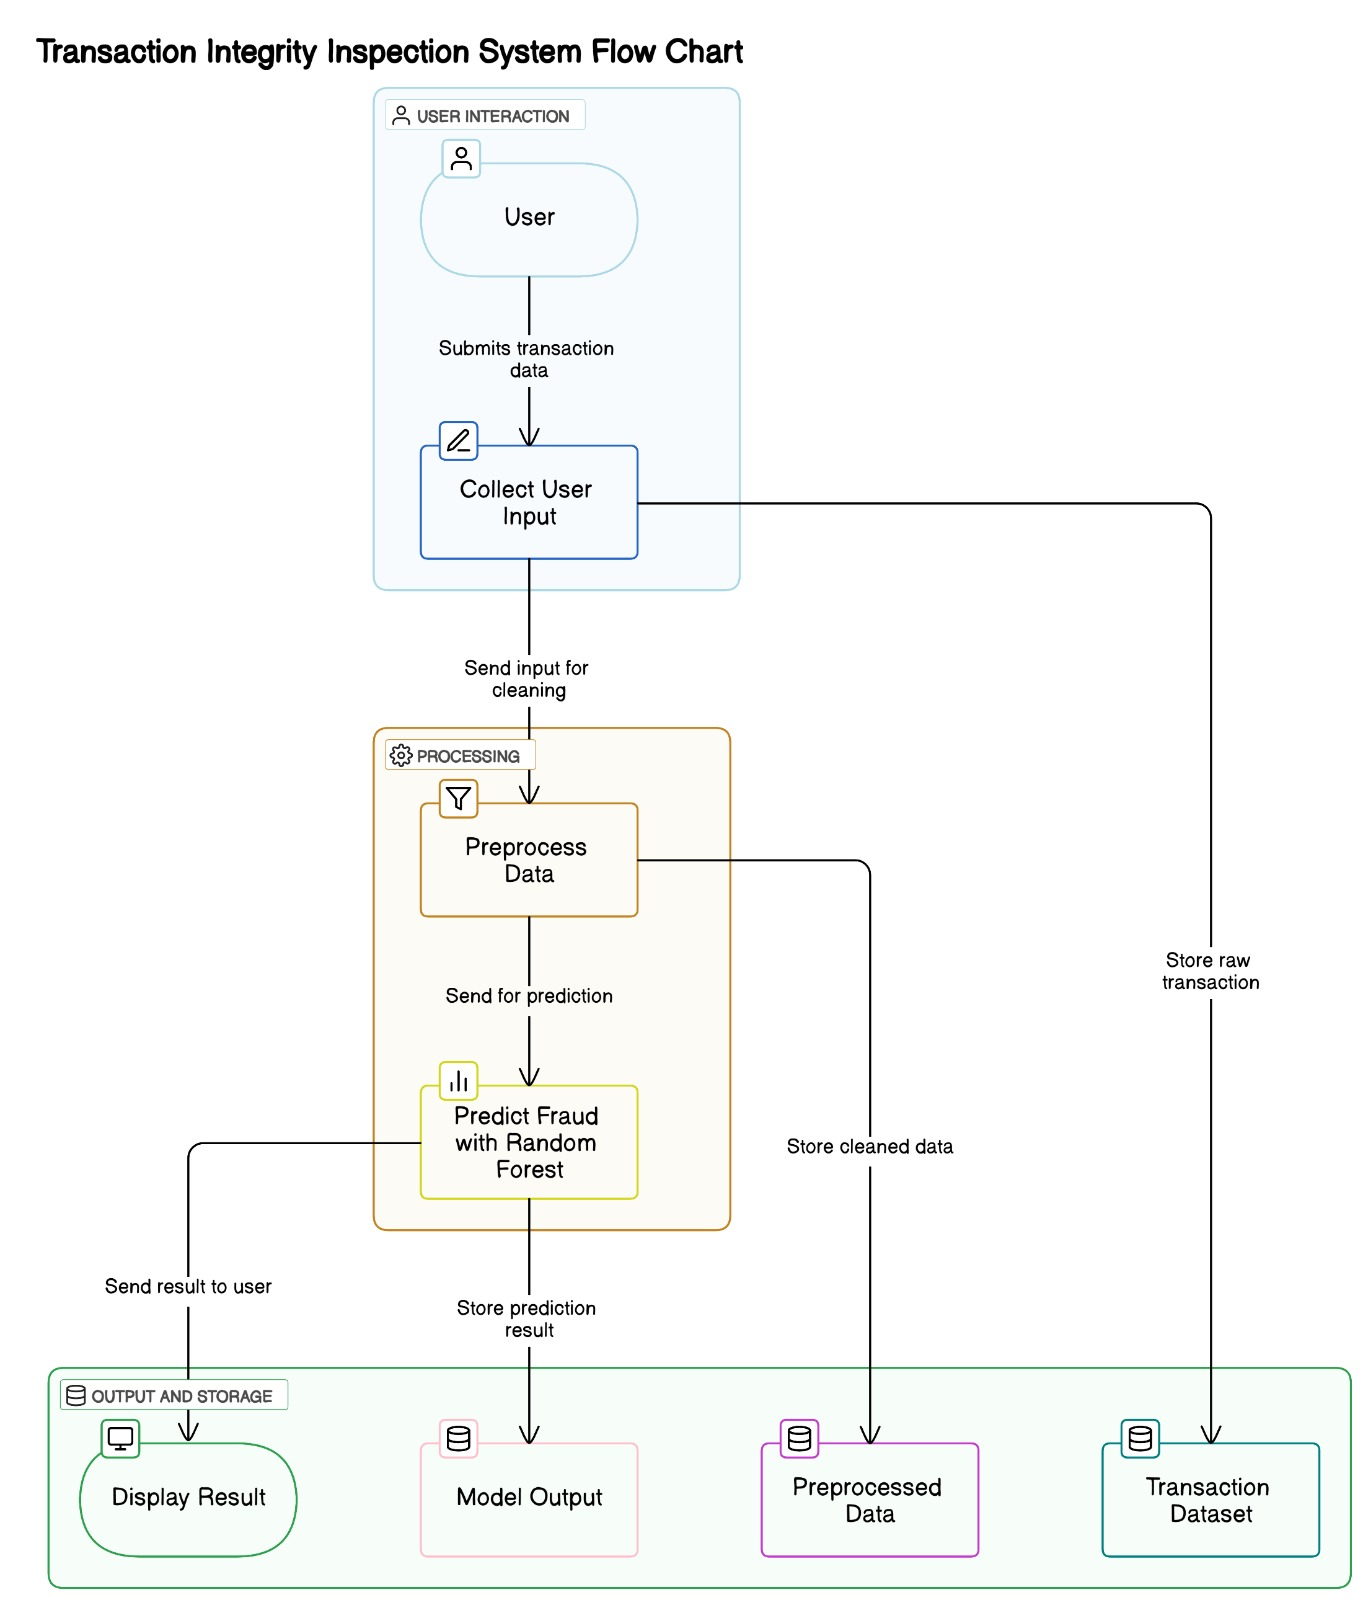 Transaction Integrity Inspection System Flow Chart
USER INTERACTION
User
Submits transaction
data
Collect User
Input
Send input for
cleaning
PROCESSING
Preprocess
Data
Send for prediction
Store raw
transaction
Predict Fraud
with Random
Forest
Store cleaned data
Send result to user
Store prediction
result
OUTPUT AND STORAGE
Display Result
Model Output
Preprocessed
Data
Transaction
Dataset